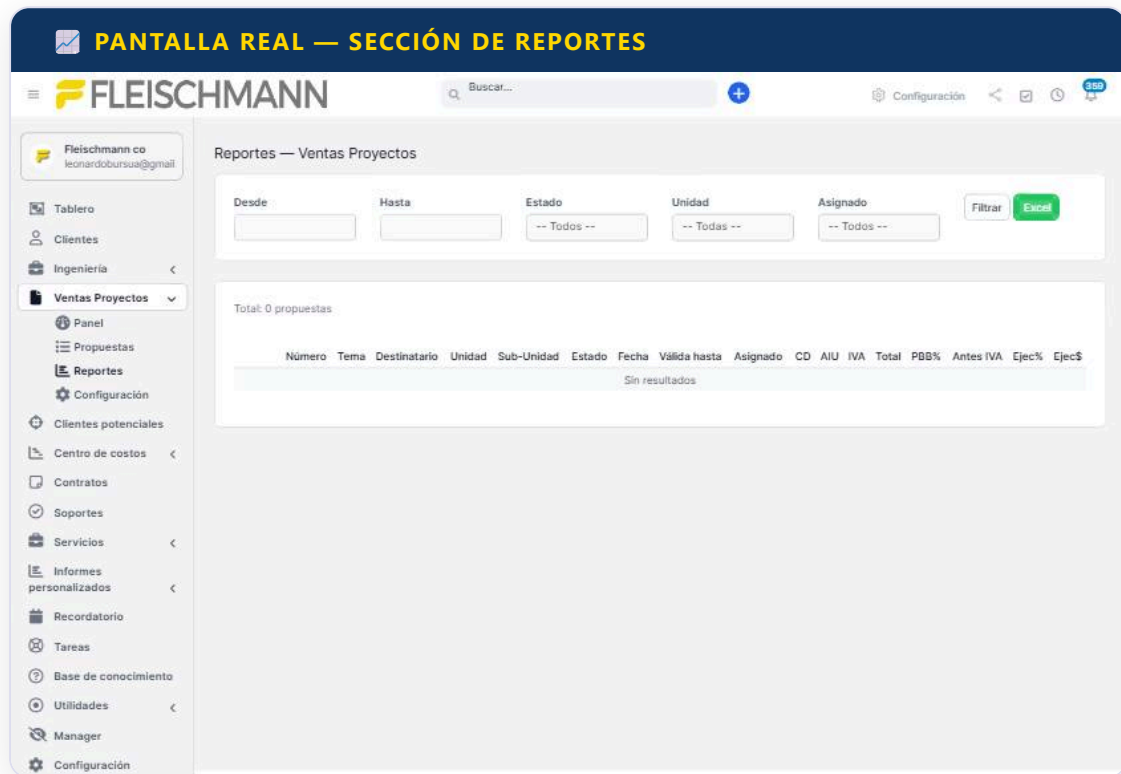 PANTALLA REAL — SECCIÓN DE REPORTES
FLEISCHMANN
Buscar...
Configuración
359
Fleischmann co
leonardobursua@gmail
Tablero
Clientes
Ingeniería
Ventas Proyectos
Panel
Propuestas
Reportes
Configuración
Clientes potenciales
Centro de costos
Contratos
Soportes
Servicios
Informes
personalizados
Recordatorio
Tareas
Base de conocimiento
Utilidades
Manager
Configuración
Reportes — Ventas Proyectos
Desde Hasta Estado Unidad Asignado
-- Todos -- -- Todas -- -- Todos -- Filtrar Excel
Total: 0 propuestas
Número Tema Destinatario Unidad Sub-Unidad Estado Fecha Válida hasta Asignado CD AIU IVA Total PBB% Antes IVA Ejec% Ejec$
Sin resultados